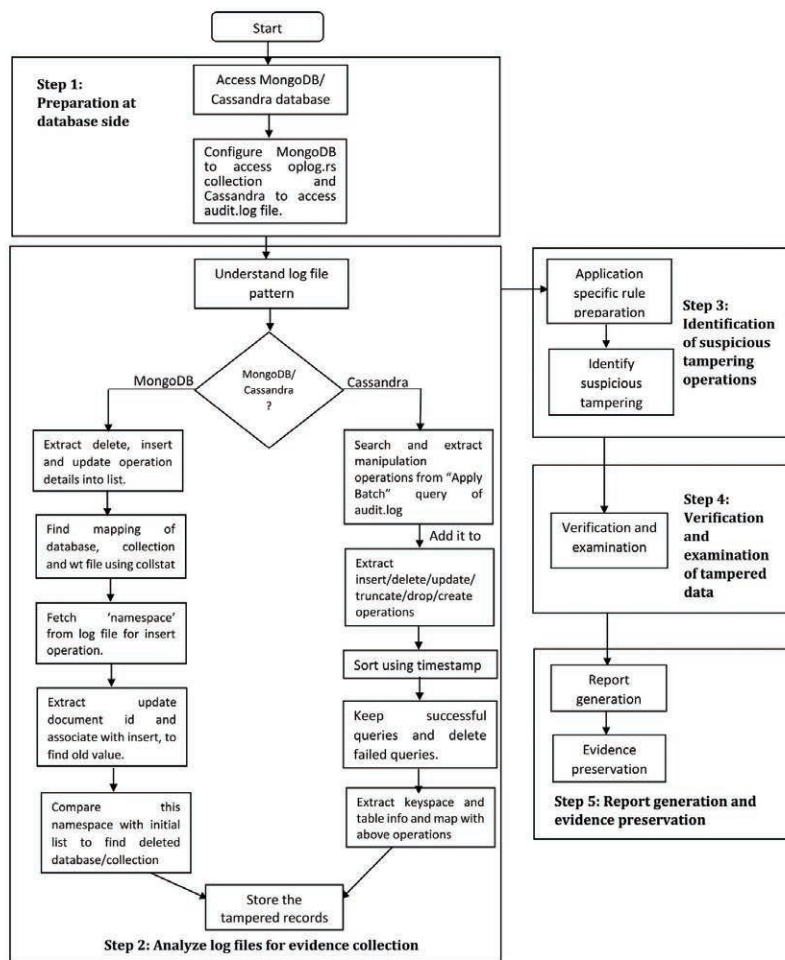 Start
Step 1:
Preparation at
database side
Access MongoDB/
Cassandra database
Configure MongoDB
to access oplog.rs
collection and
Cassandra to access
audit.log file.
Understand log file
pattern
MongoDB/
Cassandra
?
MongoDB
Cassandra
Extract delete, insert
and update operation
details into list.
Find mapping of
database, collection
and wt file using collstat
Fetch ‘namespace’
from log file for insert
operation.
Extract update
document id and
associate with insert, to
find old value.
Compare this
namespace with initial
list to find deleted
database/collection
Search and extract
manipulation
operations from “Apply
Batch” query of
audit.log
Add it to
Extract
insert/delete/update/
truncate/drop/create
operations
Sort using timestamp
Keep successful
queries and delete
failed queries.
Extract keyspace and
table info and map with
above operations
Store the
tampered records
Step 2: Analyze log files for evidence collection
Application
specific rule
preparation
Identify
suspicious
tampering
Step 3:
Identification
of suspicious
tampering
operations
Verification and
examination
Step 4:
Verification
and
examination
of tampered
data
Report
generation
Evidence
preservation
Step 5: Report generation and
evidence preservation